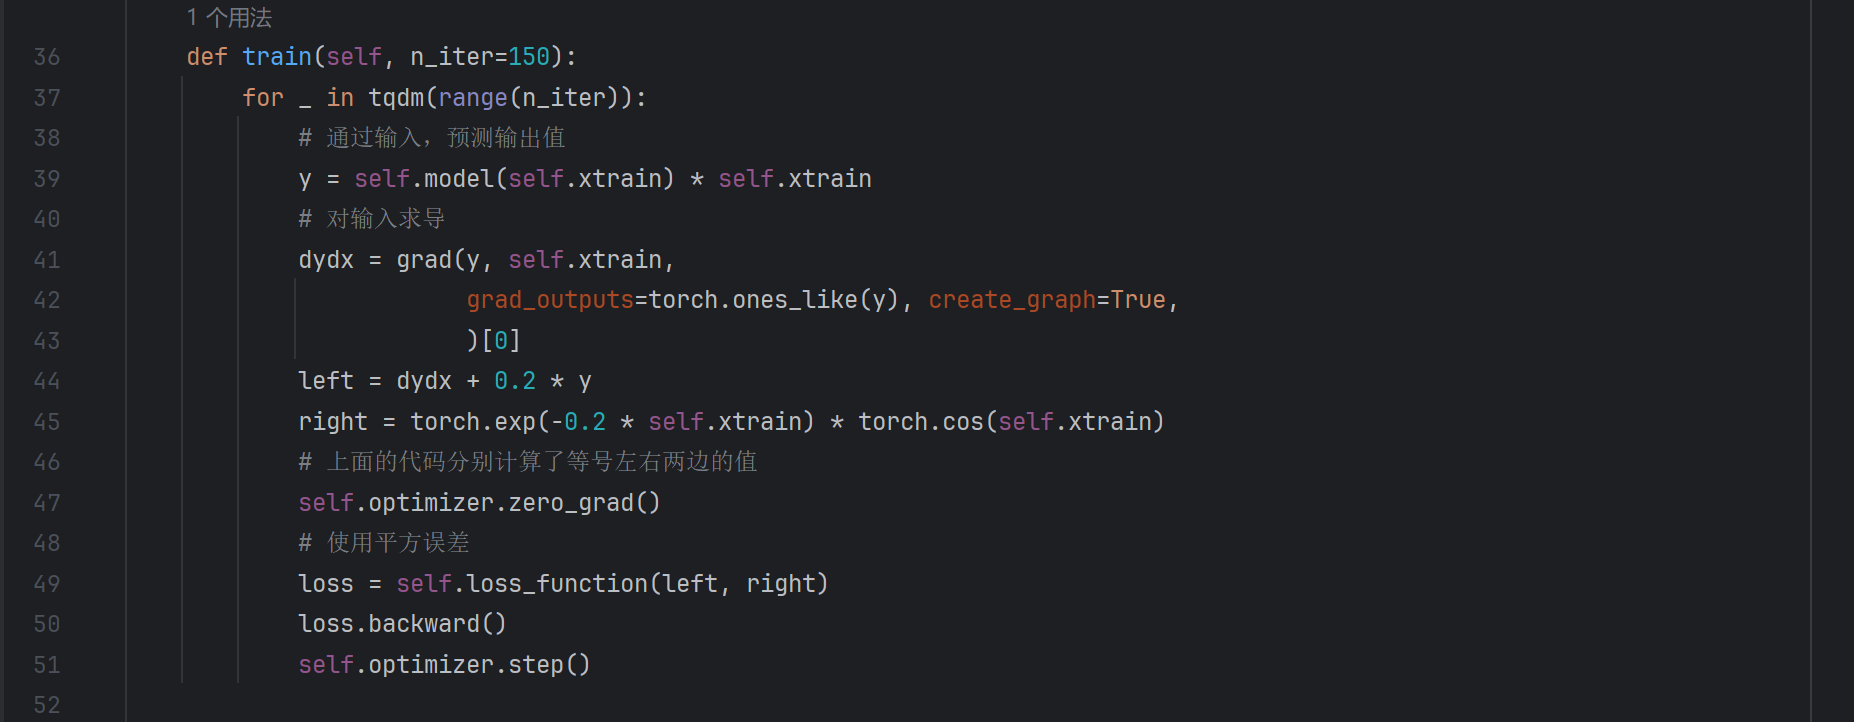 1 个用法
36 def train(self, n_iter=150):
37 for _ in tqdm(range(n_iter)):
38 # 通过输入，预测输出值
39 y = self.model(self.xtrain) * self.xtrain
40 # 对输入求导
41 dydx = grad(y, self.xtrain,
42 grad_outputs=torch.ones_like(y), create_graph=True,
43 )[0]
44 left = dydx + 0.2 * y
45 right = torch.exp(-0.2 * self.xtrain) * torch.cos(self.xtrain)
46 # 上面的代码分别计算了等号左右两边的值
47 self.optimizer.zero_grad()
48 # 使用平方误差
49 loss = self.loss_function(left, right)
50 loss.backward()
51 self.optimizer.step()
52